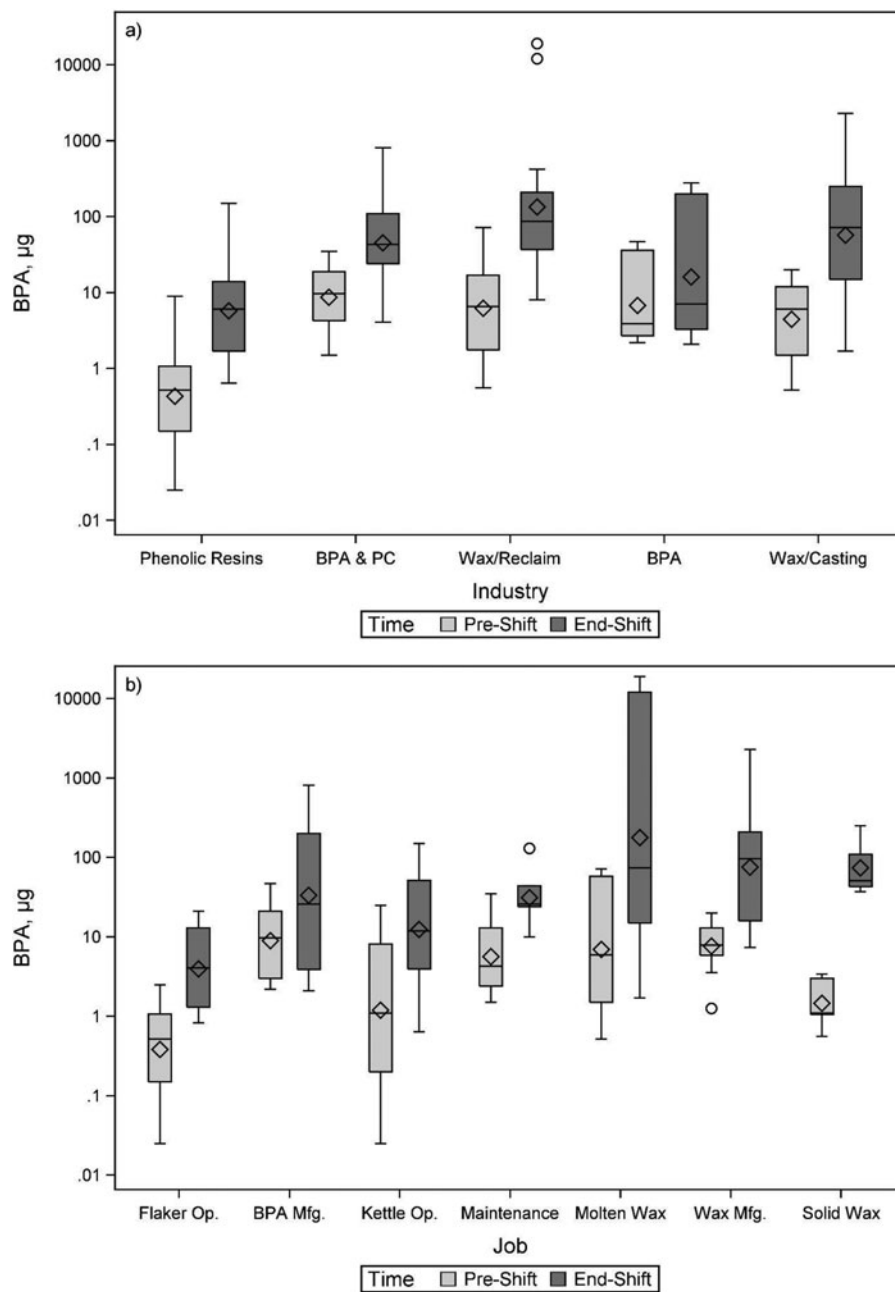 a)
10000
1000
100
10
1
.1
.01
BPA, µg
Phenolic Resins BPA & PC Wax/Reclaim BPA Wax/Casting
Industry
Time Pre-Shift End-Shift
b)
10000
1000
100
10
1
.1
.01
BPA, µg
Flaker Op. BPA Mfg. Kettle Op. Maintenance Molten Wax Wax Mfg. Solid Wax
Job
Time Pre-Shift End-Shift